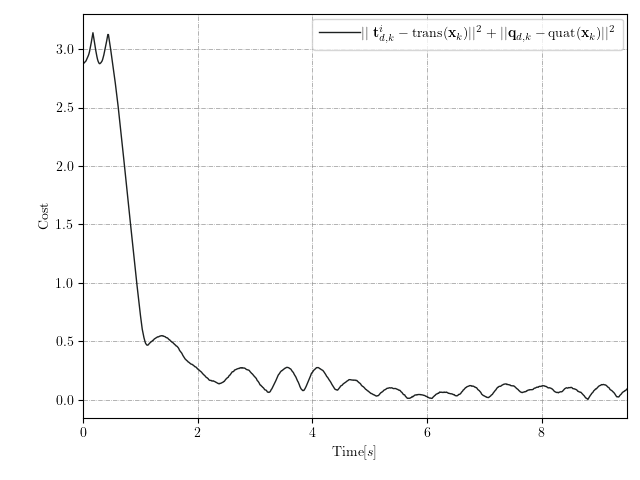 || t^i_{d,k} − trans(x_k)||^2 + ||q_{d,k} − quat(x_k)||^2
3.0
2.5
2.0
1.5
1.0
0.5
0.0
Cost
0 2 4 6 8
Time[s]